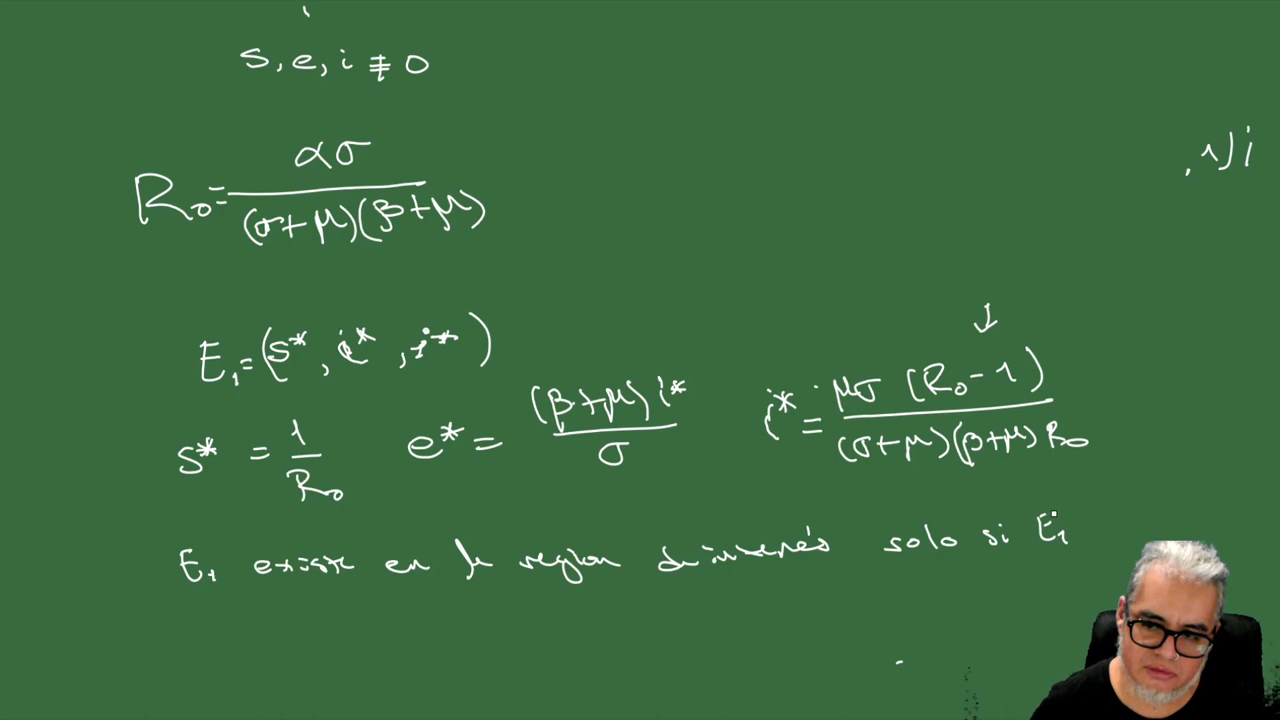 s, e, i ≠ 0
R₀ = ασ / (σ+μ)(β+μ)
, 1) i
E₁ = (s*, e*, i*)
s* = 1/R₀   e* = (β+μ) i* / σ   i* = μσ (R₀ - 1) / (σ+μ)(β+μ) R₀
E₁ existe en la region de interés solo si E₁